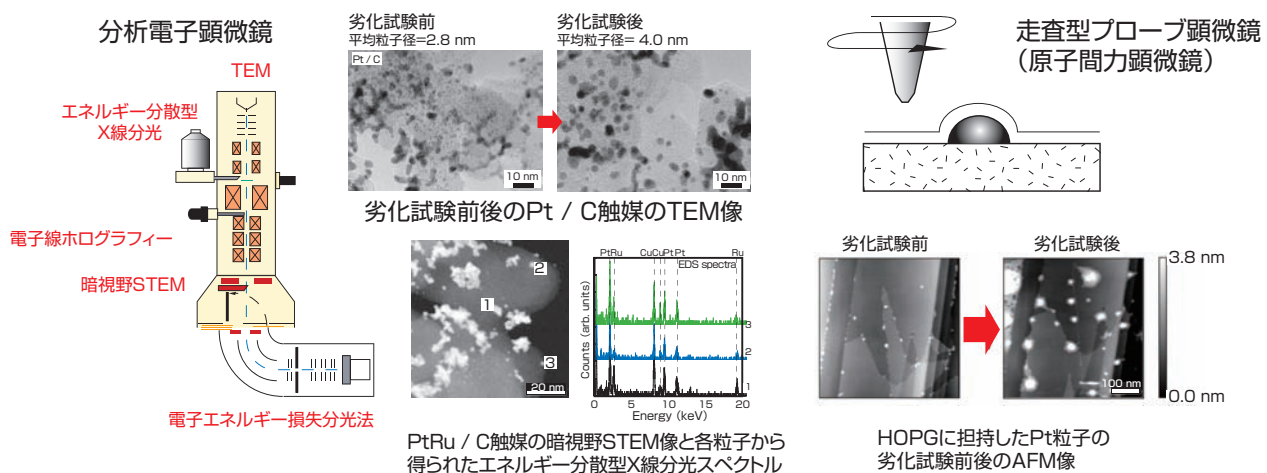 分析電子顕微鏡
TEM
エネルギー分散型
X線分光
電子線ホログラフィー
暗視野STEM
電子エネルギー損失分光法
劣化試験前
平均粒子径=2.8 nm
Pt / C
10 nm
劣化試験後
平均粒子径= 4.0 nm
10 nm
劣化試験前後のPt / C触媒のTEM像
1
2
3
20 nm
PtRu CuCuPt Pt Ru
EDS spectra
Counts (arb. units)
3
2
1
0 5 10 15 20
Energy (keV)
PtRu / C触媒の暗視野STEM像と各粒子から
得られたエネルギー分散型X線分光スペクトル
走査型プローブ顕微鏡
（原子間力顕微鏡）
劣化試験前
劣化試験後
3.8 nm
100 nm
0.0 nm
HOPGに担持したPt粒子の
劣化試験前後のAFM像